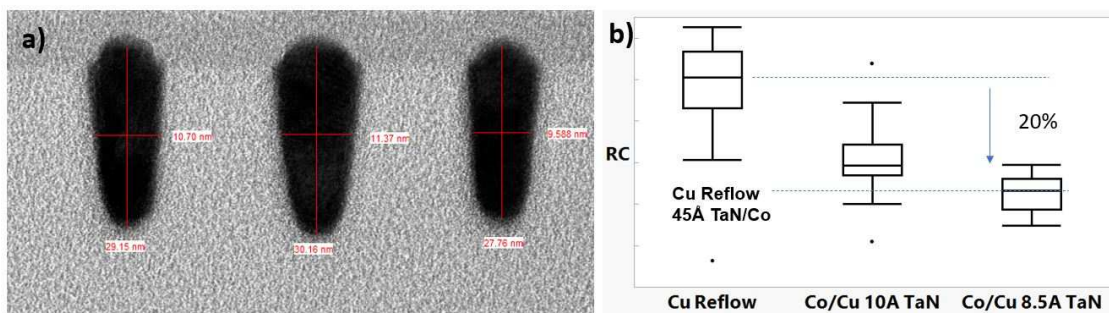 a)
10.70 nm
11.37 nm
9.588 nm
29.15 nm
30.16 nm
27.76 nm
b)
20%
RC
Cu Reflow
45Å TaN/Co
Cu Reflow
Co/Cu 10A TaN
Co/Cu 8.5A TaN